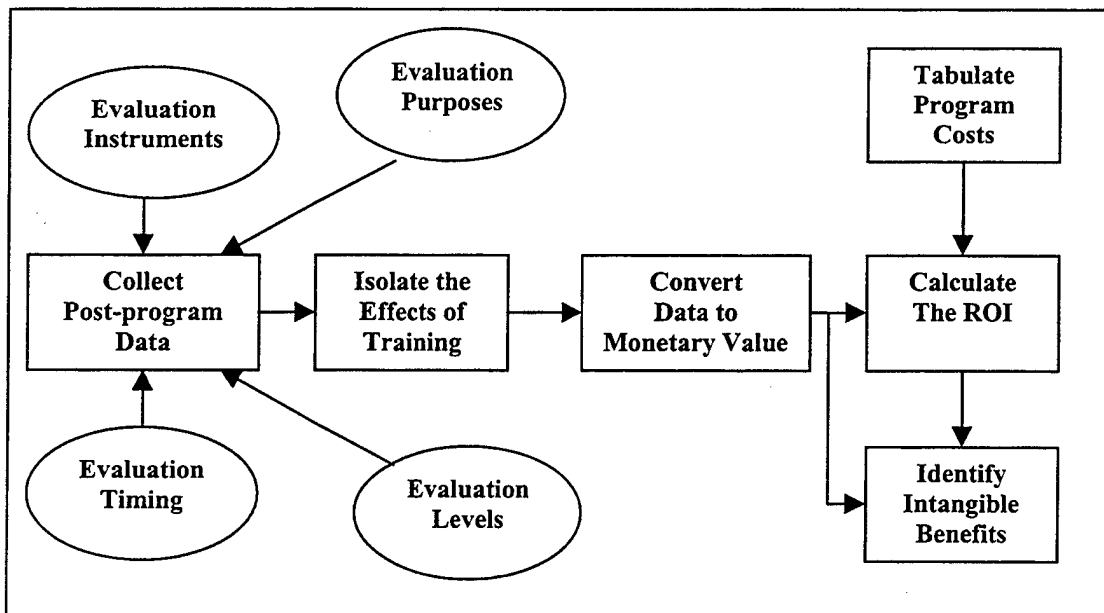 Evaluation
Instruments
Evaluation
Purposes
Tabulate
Program
Costs
Collect
Post-program
Data
Isolate the
Effects of
Training
Convert
Data to
Monetary Value
Calculate
The ROI
Evaluation
Timing
Evaluation
Levels
Identify
Intangible
Benefits